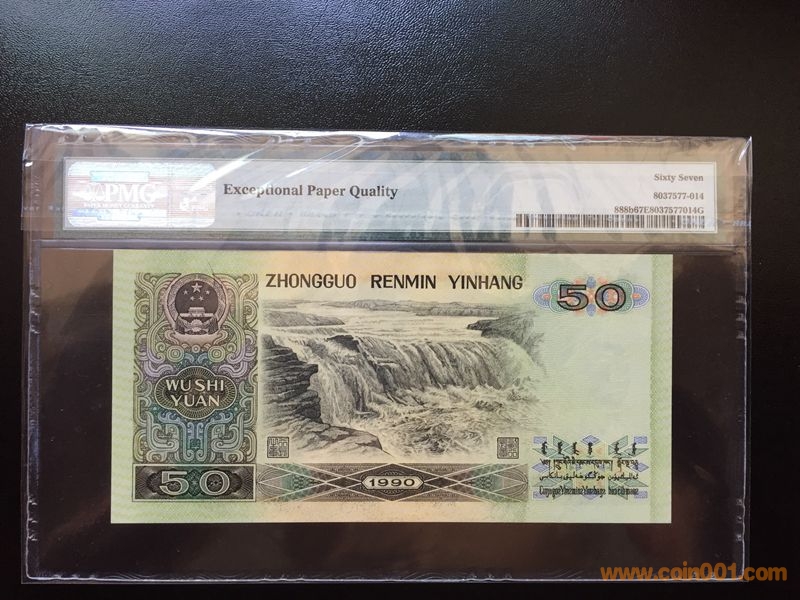 PMG
Exceptional Paper Quality
Sixty Seven
8037577-014
888b67E8037577014G
ZHONGGUO RENMIN YINHANG
50
WU SHI
YUAN
50
1990
www.coin001.com